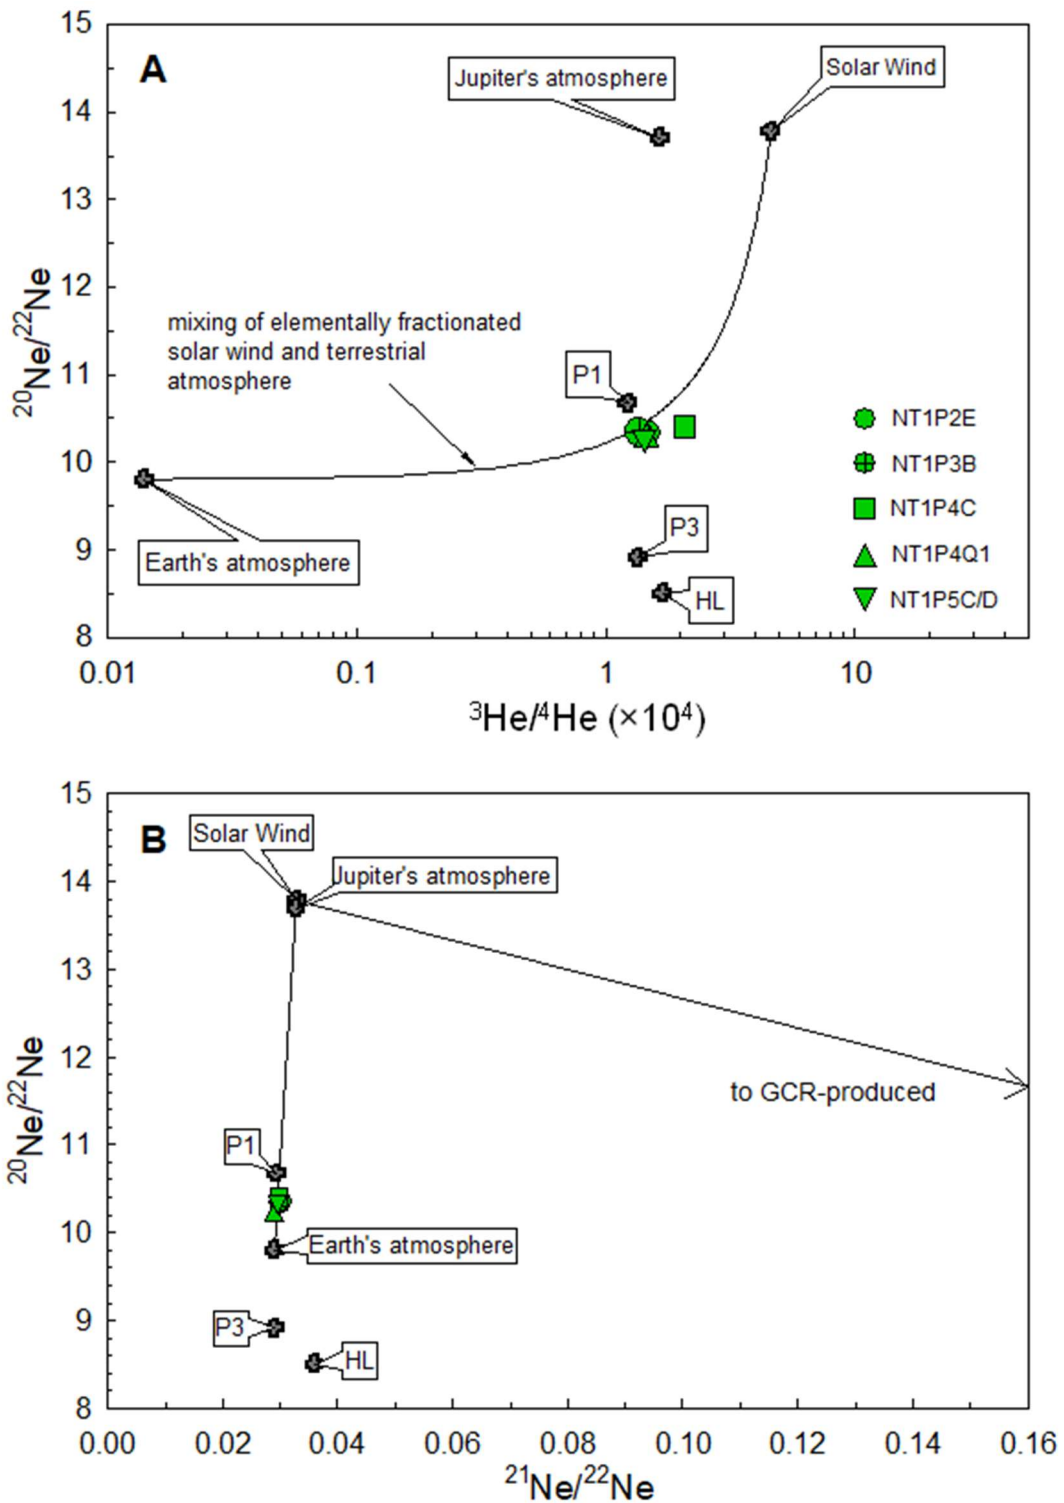 A
15
14
13
12
11
10
9
8
²⁰Ne/²²Ne
Jupiter's atmosphere
Solar Wind
mixing of elementally fractionated
solar wind and terrestrial
atmosphere
P1
Earth's atmosphere
P3
HL
NT1P2E
NT1P3B
NT1P4C
NT1P4Q1
NT1P5C/D
0.01
0.1
1
10
³He/⁴He (×10⁴)
B
15
14
13
12
11
10
9
8
²⁰Ne/²²Ne
Solar Wind
Jupiter's atmosphere
to GCR-produced
P1
Earth's atmosphere
P3
HL
0.00
0.02
0.04
0.06
0.08
0.10
0.12
0.14
0.16
²¹Ne/²²Ne